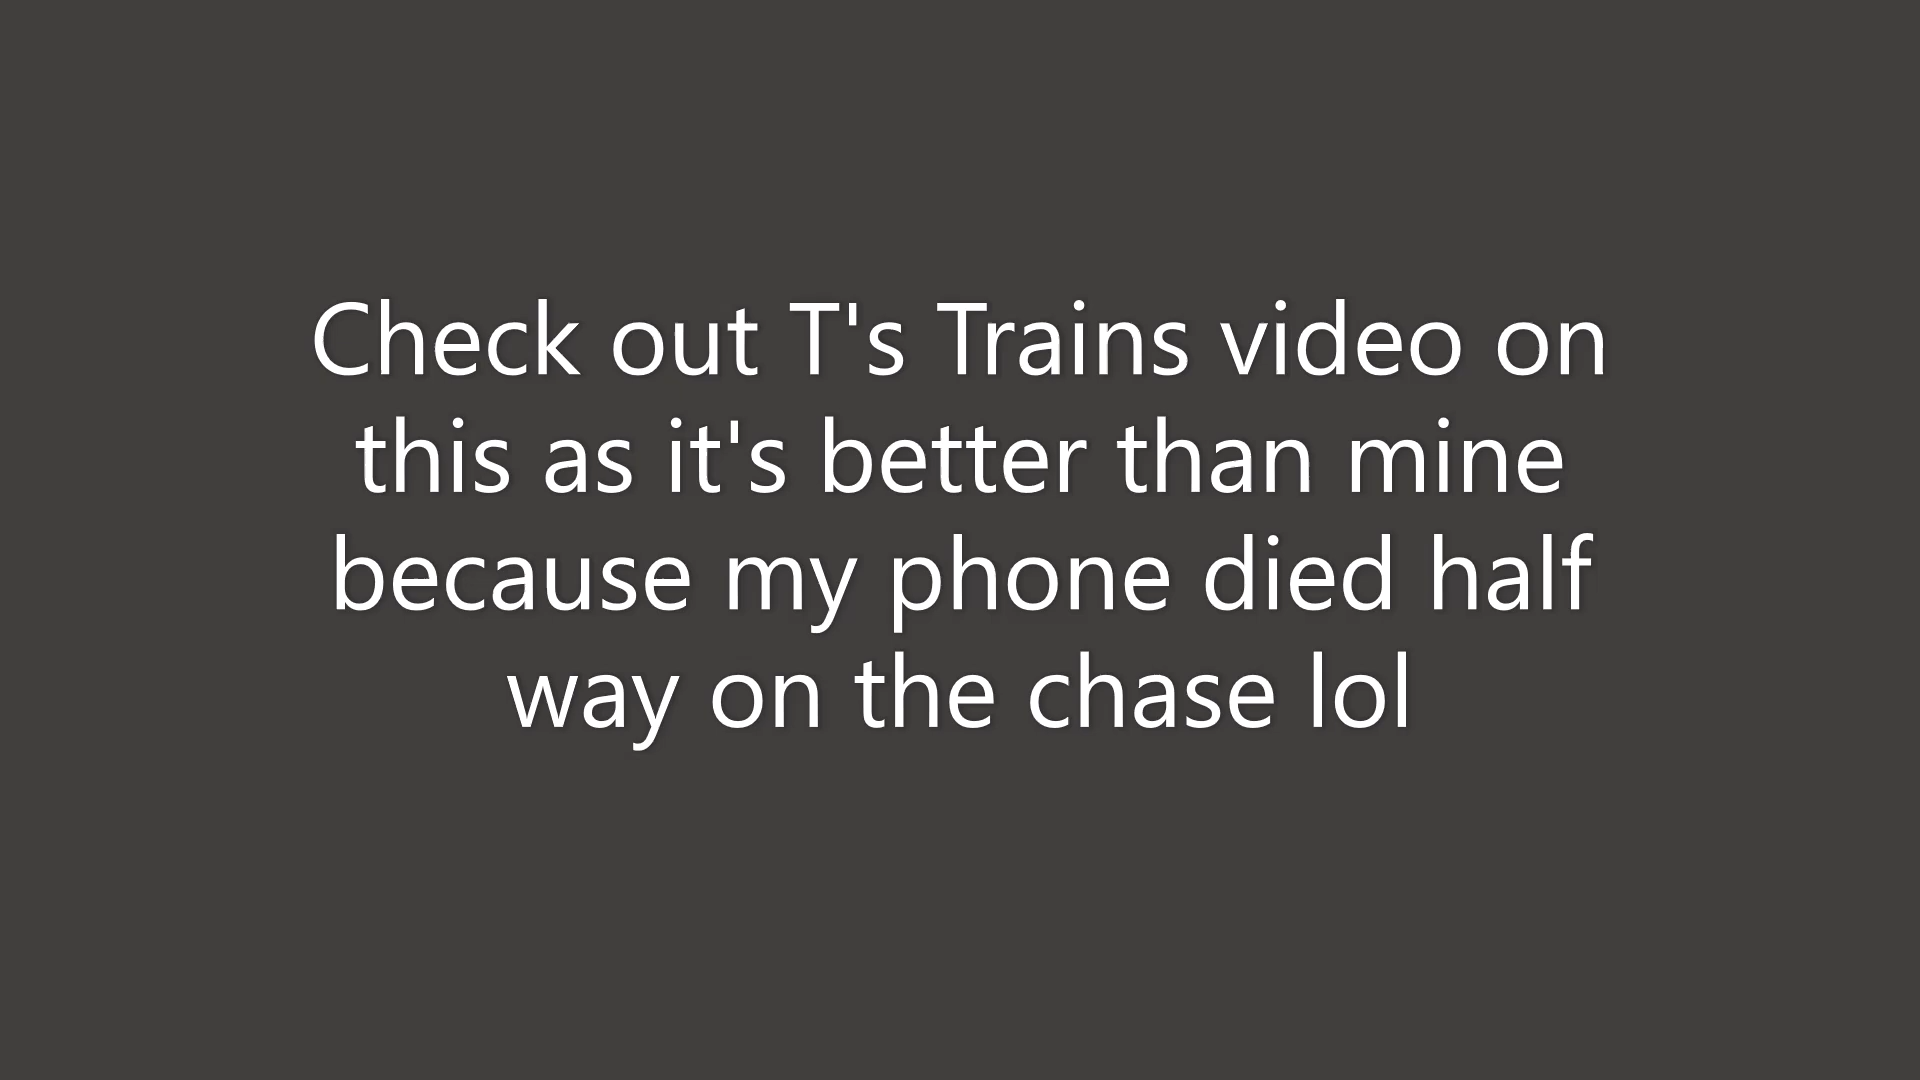 Check out T's Trains video on
this as it's better than mine
because my phone died half
way on the chase lol